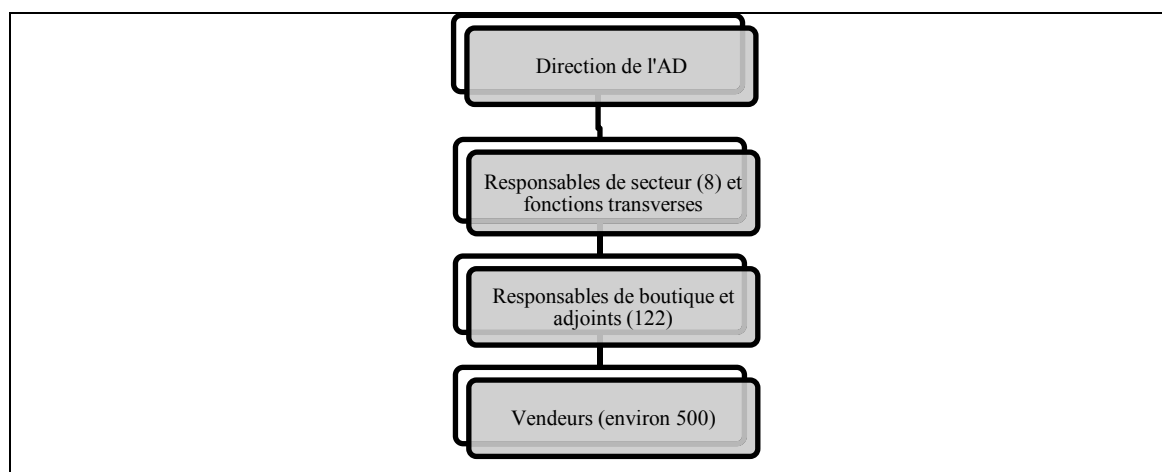 Direction de l'AD
Responsables de secteur (8) et
fonctions transverses
Responsables de boutique et
adjoints (122)
Vendeurs (environ 500)